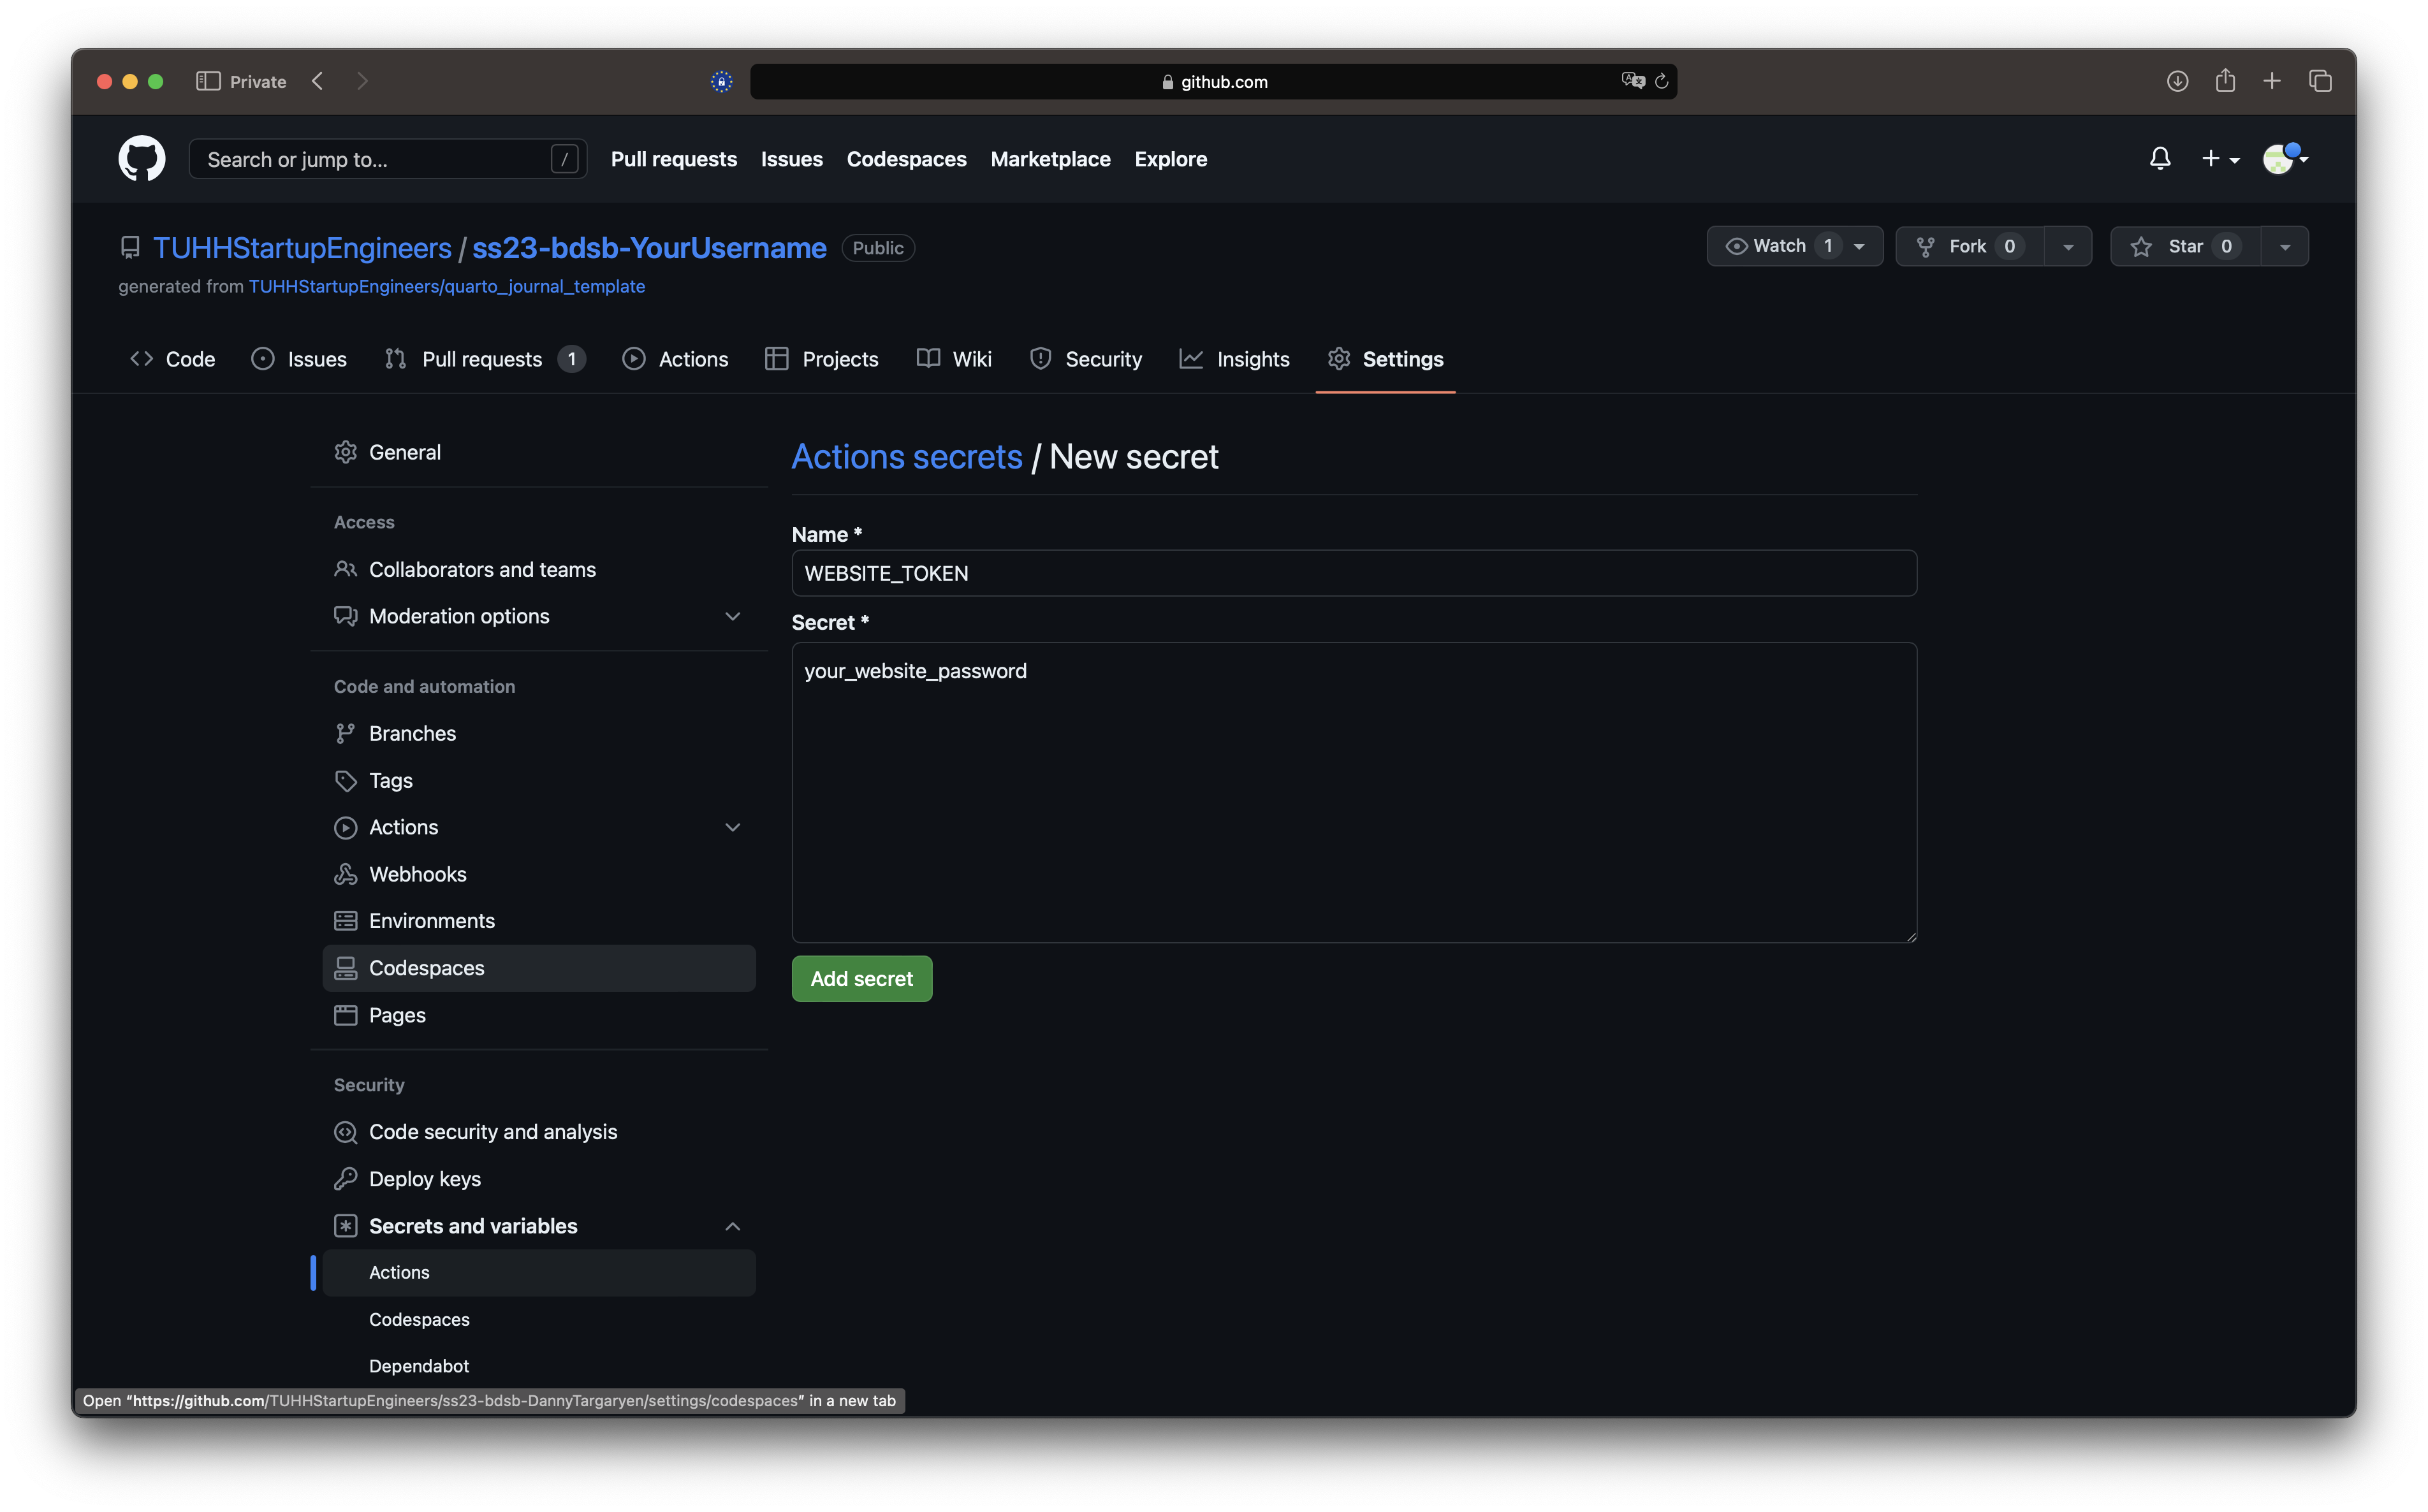 Private
github.com
Search or jump to... /
Pull requests Issues Codespaces Marketplace Explore
TUHHStartupEngineers / ss23-bdsb-YourUsername Public
Watch 1 Fork 0 Star 0
generated from TUHHStartupEngineers/quarto_journal_template
Code Issues Pull requests 1 Actions Projects Wiki Security Insights Settings
General
Access
Collaborators and teams
Moderation options
Code and automation
Branches
Tags
Actions
Webhooks
Environments
Codespaces
Pages
Security
Code security and analysis
Deploy keys
Secrets and variables
Actions
Codespaces
Dependabot
Actions secrets / New secret
Name *
WEBSITE_TOKEN
Secret *
your_website_password
Add secret
Open “https://github.com/TUHHStartupEngineers/ss23-bdsb-DannyTargaryen/settings/codespaces” in a new tab